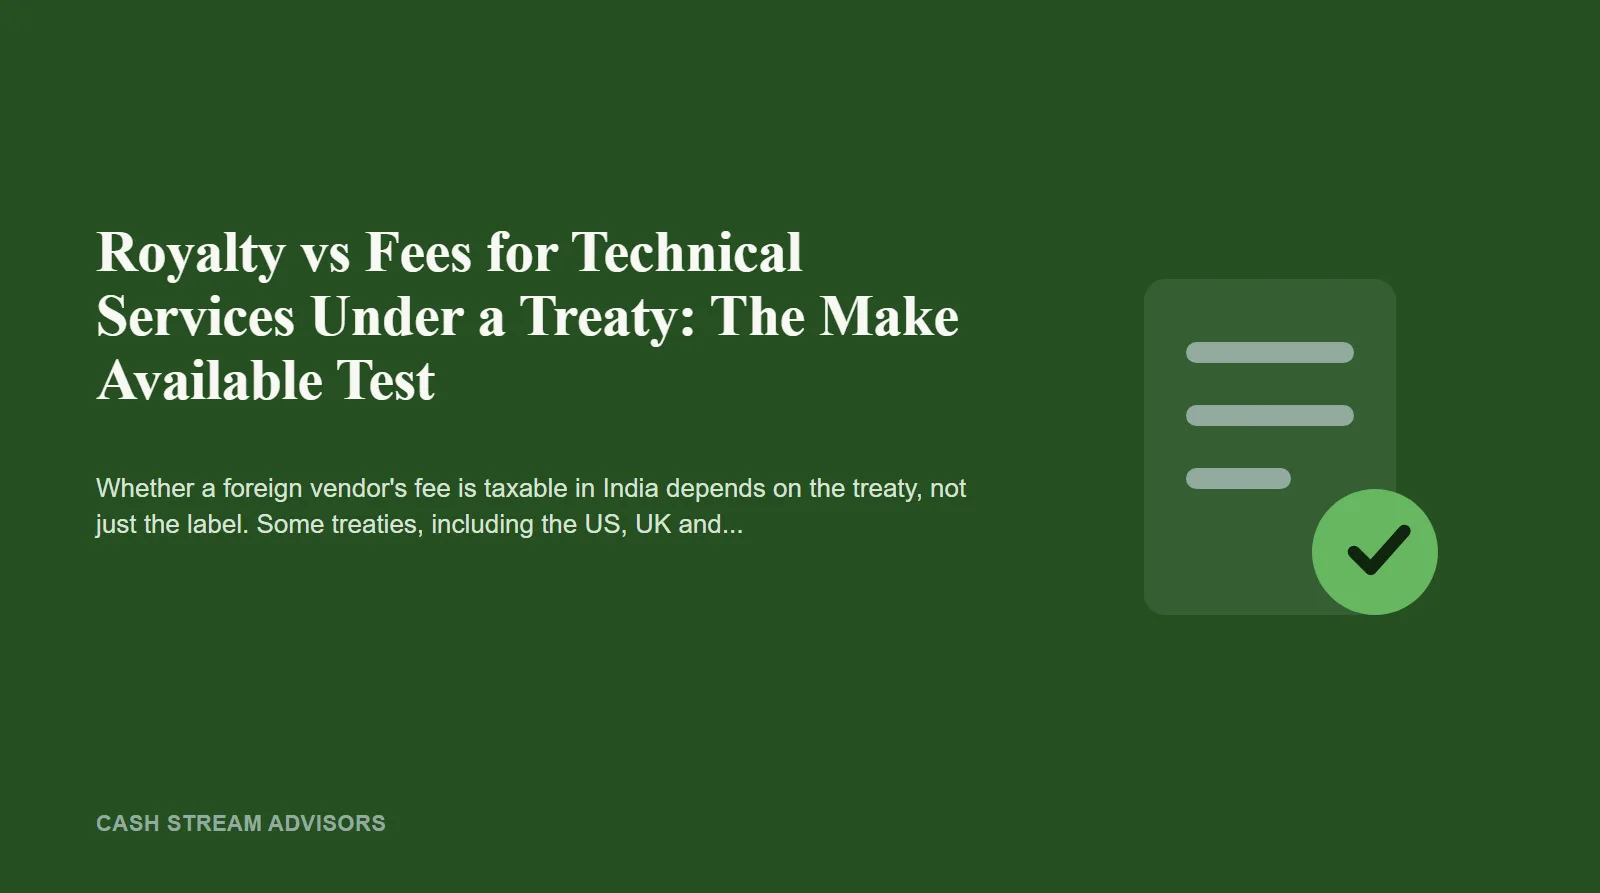 Royalty vs Fees for Technical
Services Under a Treaty: The Make
Available Test
Whether a foreign vendor's fee is taxable in India depends on the treaty, not
just the label. Some treaties, including the US, UK and...
CASH STREAM ADVISORS